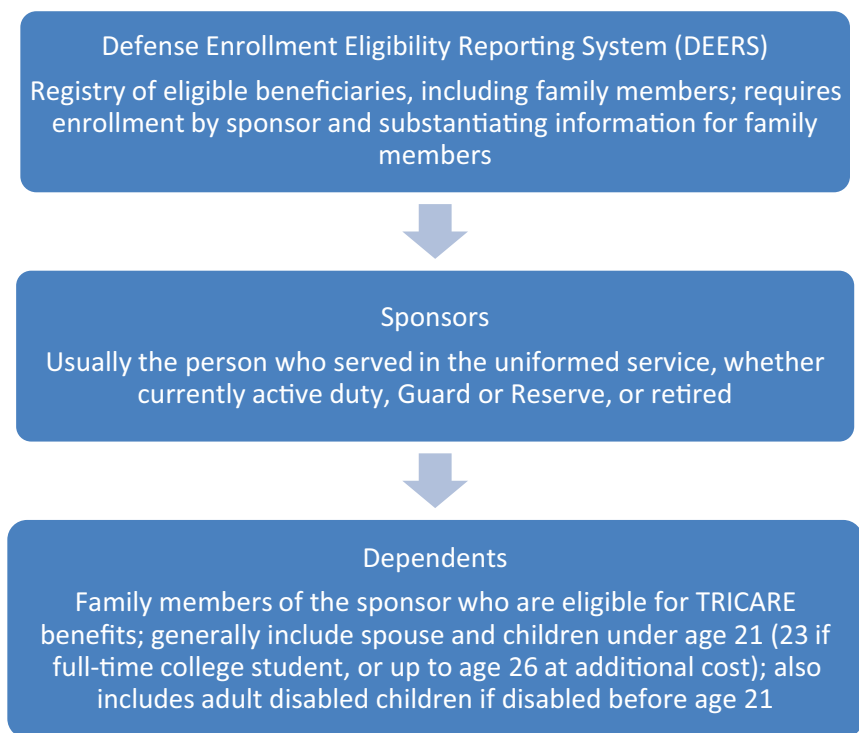 Defense Enrollment Eligibility Reporting System (DEERS)
Registry of eligible beneficiaries, including family members; requires
enrollment by sponsor and substantiating information for family
members
Sponsors
Usually the person who served in the uniformed service, whether
currently active duty, Guard or Reserve, or retired
Dependents
Family members of the sponsor who are eligible for TRICARE
benefits; generally include spouse and children under age 21 (23 if
full-time college student, or up to age 26 at additional cost); also
includes adult disabled children if disabled before age 21